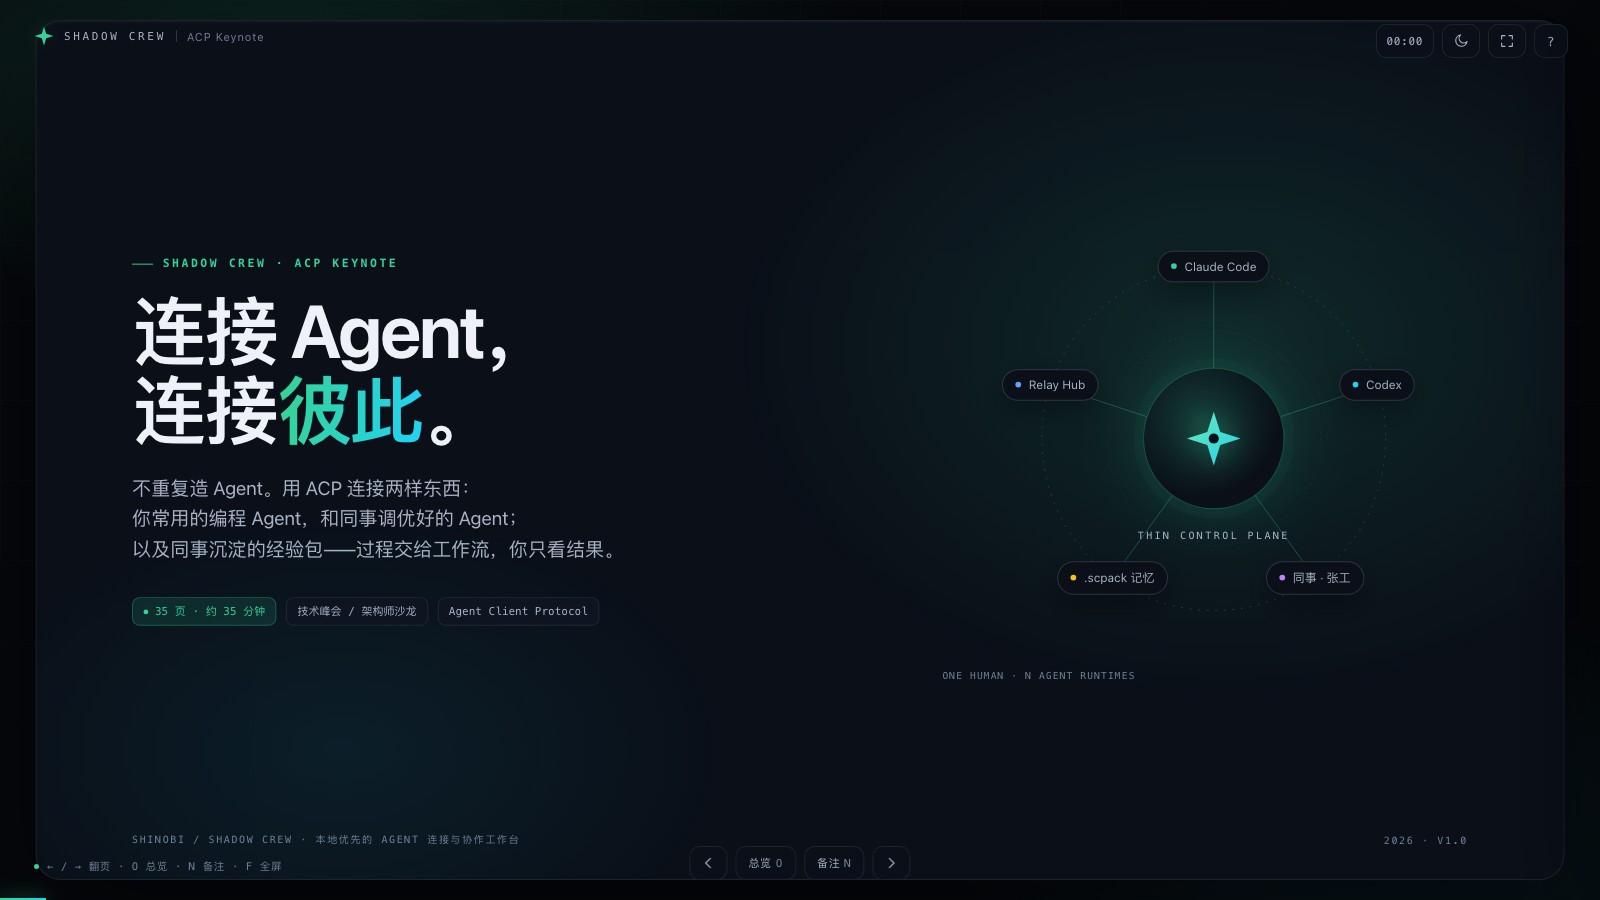 SHADOW CREW | ACP Keynote
00:00
?
SHADOW CREW · ACP KEYNOTE
连接 Agent，
连接彼此。
不重复造 Agent。用 ACP 连接两样东西：
你常用的编程 Agent，和同事调优好的 Agent；
以及同事沉淀的经验包——过程交给工作流，你只看结果。
35 页 · 约 35 分钟
技术峰会 / 架构师沙龙
Agent Client Protocol
Claude Code
Relay Hub
Codex
THIN CONTROL PLANE
.scpack 记忆
同事 · 张工
ONE HUMAN · N AGENT RUNTIMES
SHINOBI / SHADOW CREW · 本地优先的 AGENT 连接与协作工作台
2026 · V1.0
← / → 翻页 · O 总览 · N 备注 · F 全屏
总览 O
备注 N